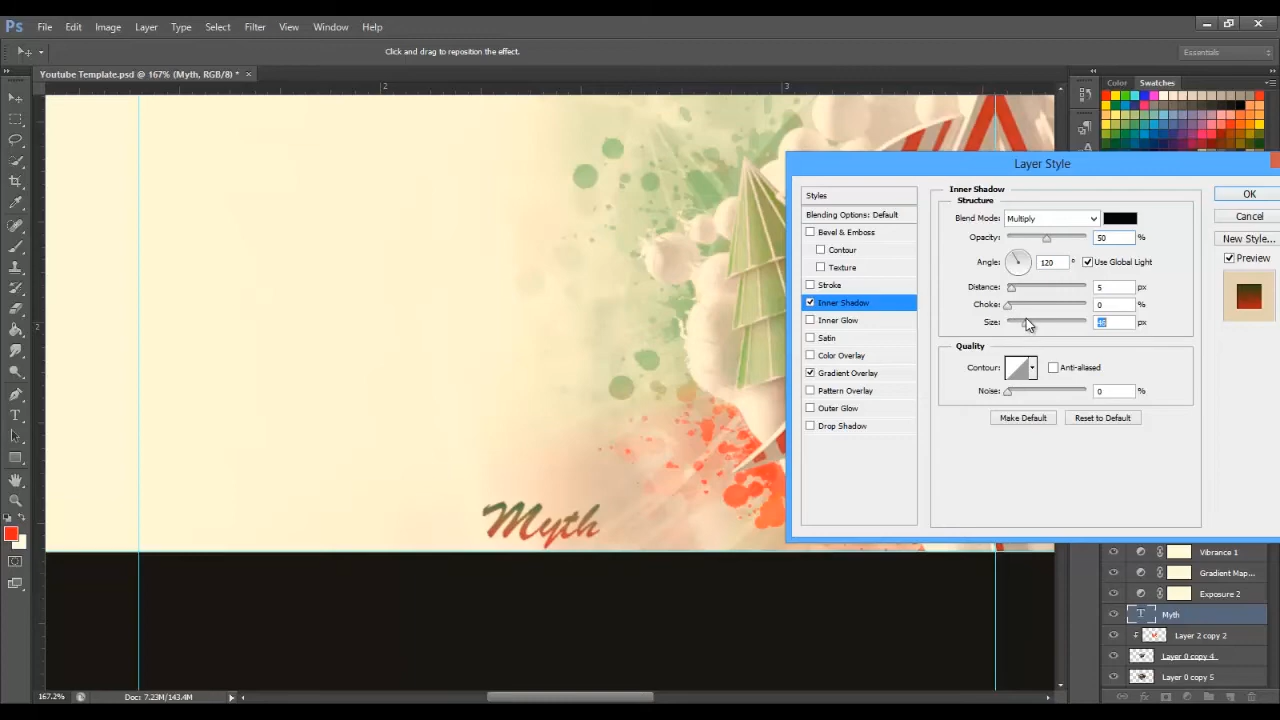 Ps File Edit Image Layer Type Select Filter View Window Help
Click and drag to reposition the effect.
Essentials
Youtube Template.psd @ 167% (Myth, RGB/8) *
Color Swatches
2 3
2
Layer Style
Styles
Blending Options: Default
Bevel & Emboss
Contour
Texture
Stroke
Inner Shadow
Inner Glow
Satin
Color Overlay
Gradient Overlay
Pattern Overlay
Outer Glow
Drop Shadow
Inner Shadow
Structure
Blend Mode: Multiply
Opacity: 50 %
Angle: 120 ° Use Global Light
Distance: 5 px
Choke: 0 %
Size: px
Quality
Contour: Anti-aliased
Noise: 0 %
Make Default Reset to Default
OK
Cancel
New Style...
Preview
Myth
Vibrance 1
Gradient Map...
Exposure 2
T Myth
Layer 2 copy 2
Layer 0 copy 4
Layer 0 copy 5
167.2% Doc: 7.23M/143.4M